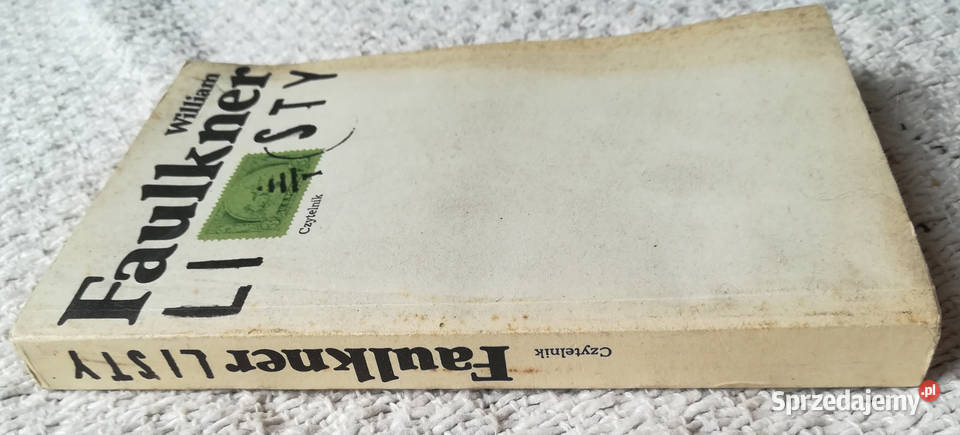 William
Faulkner
LISTY
Czytelnik
Faulkner LISTY
Czytelnik
Sprzedajemy.pl